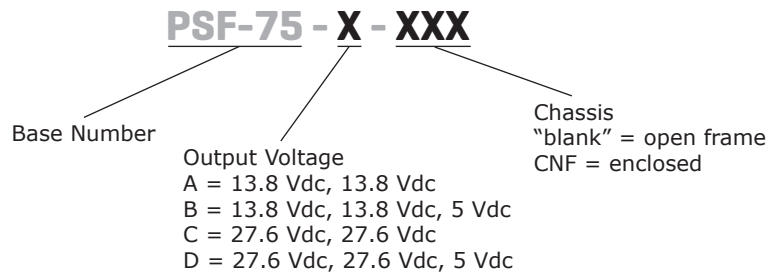 PSF-75 - X - XXX
Base Number
Output Voltage
A = 13.8 Vdc, 13.8 Vdc
B = 13.8 Vdc, 13.8 Vdc, 5 Vdc
C = 27.6 Vdc, 27.6 Vdc
D = 27.6 Vdc, 27.6 Vdc, 5 Vdc
Chassis
“blank” = open frame
CNF = enclosed